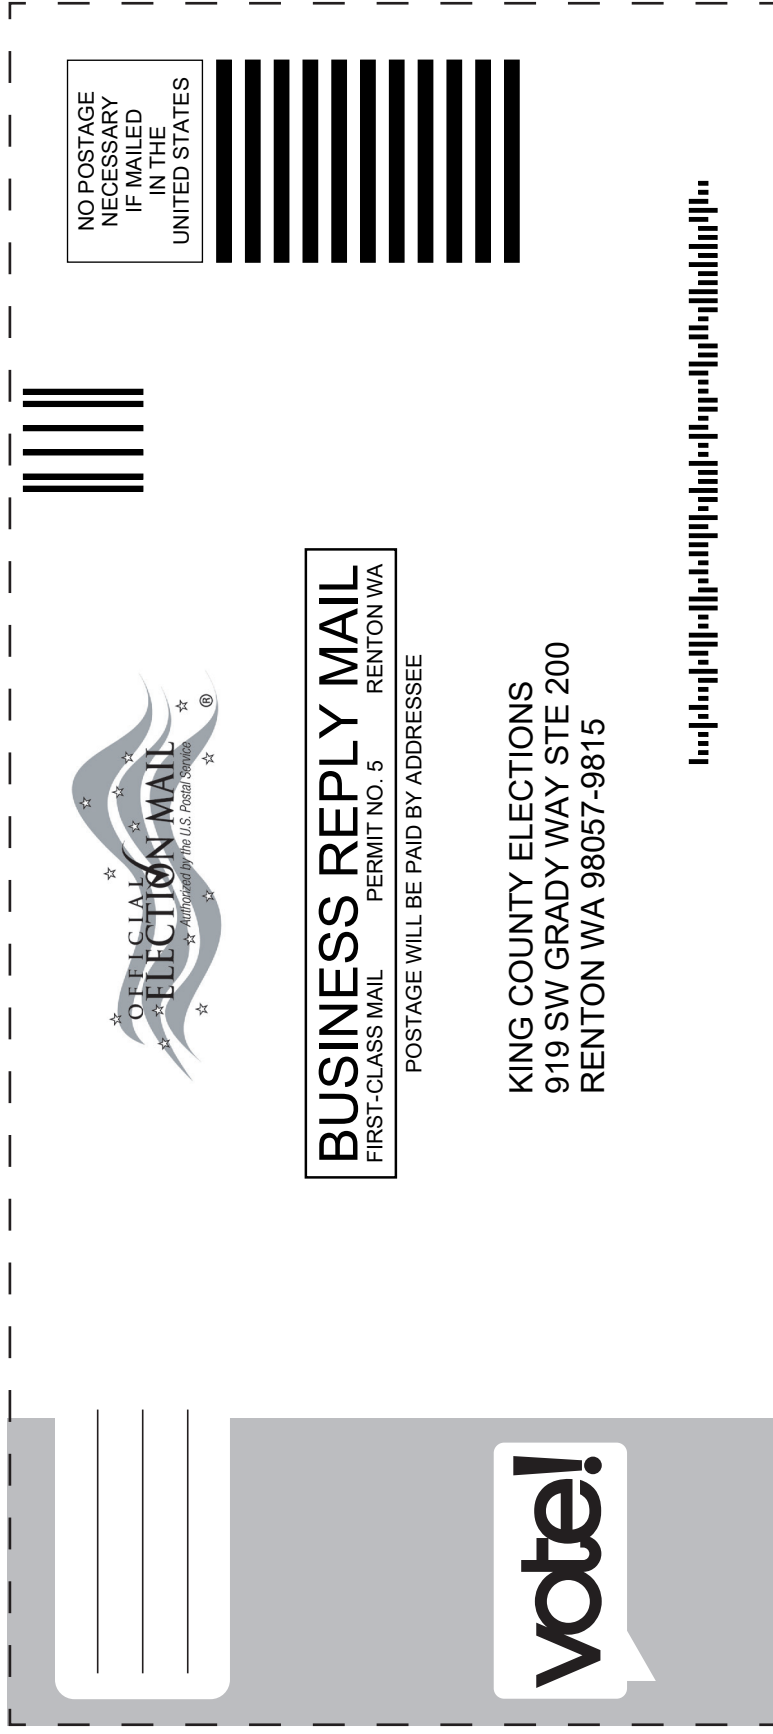 NO POSTAGE
NECESSARY
IF MAILED
IN THE
UNITED STATES
OFFICIAL
ELECTION MAIL
Authorized by the U.S. Postal Service
®
BUSINESS REPLY MAIL
FIRST-CLASS MAIL PERMIT NO. 5 RENTON WA
POSTAGE WILL BE PAID BY ADDRESSEE
KING COUNTY ELECTIONS
919 SW GRADY WAY STE 200
RENTON WA 98057-9815
vote!